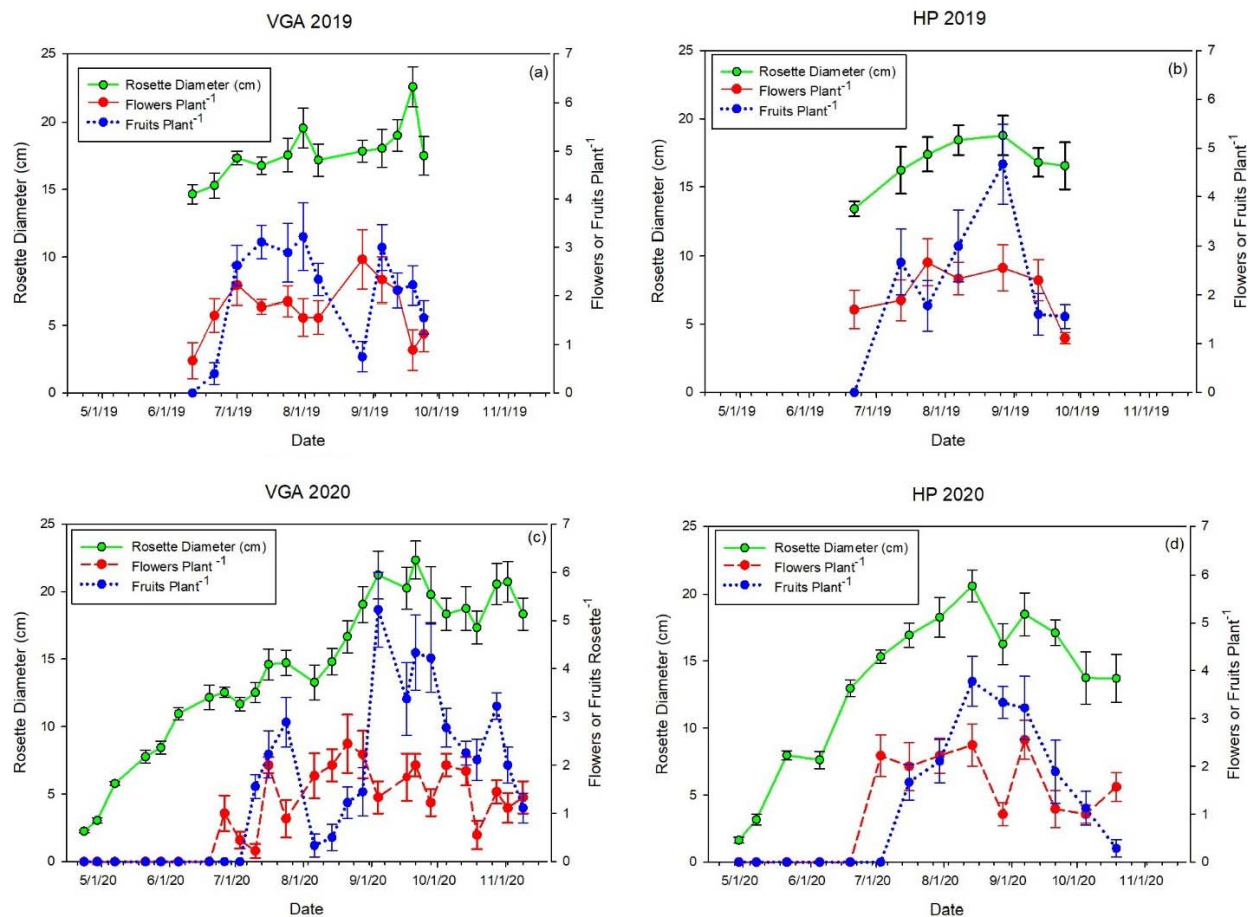 VGA 2019
(a)
Rosette Diameter (cm)
Flowers Plant⁻¹
Fruits Plant⁻¹
25
20
15
10
5
0
Rosette Diameter (cm)
7
6
5
4
3
2
1
0
Flowers or Fruits Plant⁻¹
5/1/19 6/1/19 7/1/19 8/1/19 9/1/19 10/1/19 11/1/19
Date
HP 2019
(b)
Rosette Diameter (cm)
Flowers Plant⁻¹
Fruits Plant⁻¹
25
20
15
10
5
0
Rosette Diameter (cm)
7
6
5
4
3
2
1
0
Flowers or Fruits Plant⁻¹
5/1/19 6/1/19 7/1/19 8/1/19 9/1/19 10/1/19 11/1/19
Date
VGA 2020
(c)
Rosette Diameter (cm)
Flowers Plant ⁻¹
Fruits Plant⁻¹
25
20
15
10
5
0
Rosette Diameter (cm)
7
6
5
4
3
2
1
0
Flowers or Fruits Rosette⁻¹
5/1/20 6/1/20 7/1/20 8/1/20 9/1/20 10/1/20 11/1/20
Date
HP 2020
(d)
Rosette Diameter (cm)
Flowers Plant⁻¹
Fruits Plant⁻¹
25
20
15
10
5
0
Rosette Diameter (cm)
7
6
5
4
3
2
1
0
Flowers or Fruits Plant⁻¹
5/1/20 6/1/20 7/1/20 8/1/20 9/1/20 10/1/20 11/1/20
Date